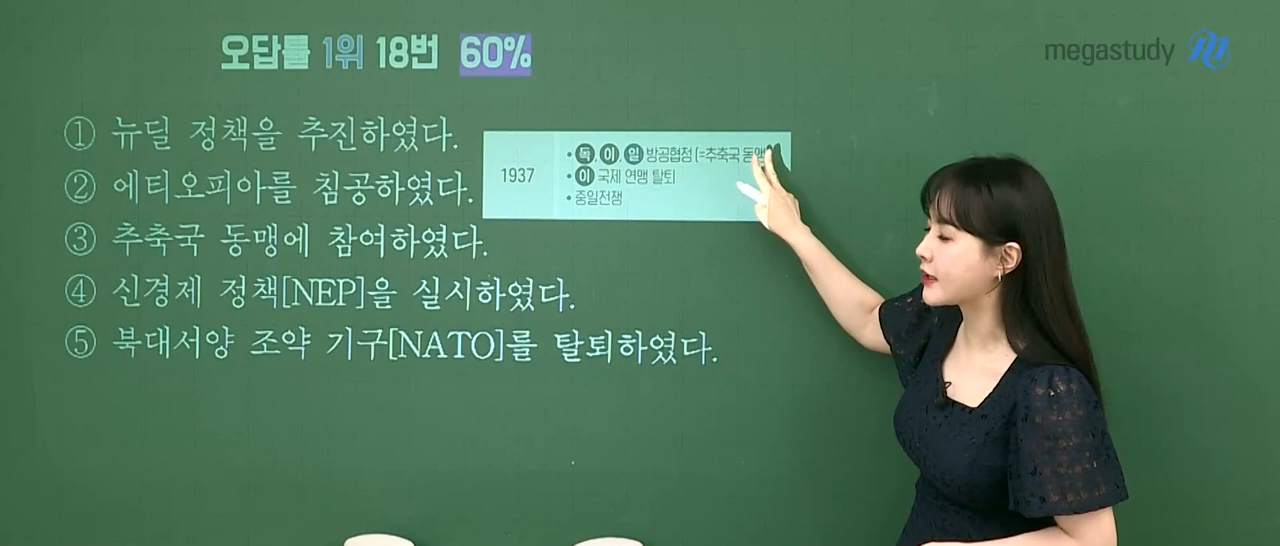 오답률 1위 18번 60%
megastudy
① 뉴딜 정책을 추진하였다.
② 에티오피아를 침공하였다.
③ 추축국 동맹에 참여하였다.
④ 신경제 정책[NEP]을 실시하였다.
⑤ 북대서양 조약 기구[NATO]를 탈퇴하였다.
1937
• 독, 이, 일 방공협정 (=추축국 동맹
• 이 국제 연맹 탈퇴
• 중일전쟁